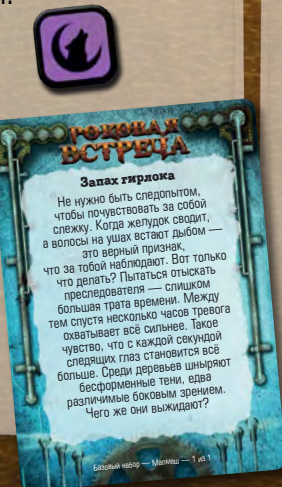 РОКОВАЯ
ВСТРЕЧА
Запах гирлока
Не нужно быть следопытом,
чтобы почувствовать за собой
слежку. Когда желудок сводит,
а волосы на ушах встают дыбом —
это верный признак,
что за тобой наблюдают. Вот только
что делать? Пытаться отыскать
преследователя — слишком
большая трата времени. Между
тем спустя несколько часов тревога
охватывает всё сильнее. Такое
чувство, что с каждой секундой
следящих глаз становится всё
больше. Среди деревьев шныряют
бесформенные тени, едва
различимые боковым зрением.
Чего же они выжидают?
Базовый набор — Малмеш — 1 из 1